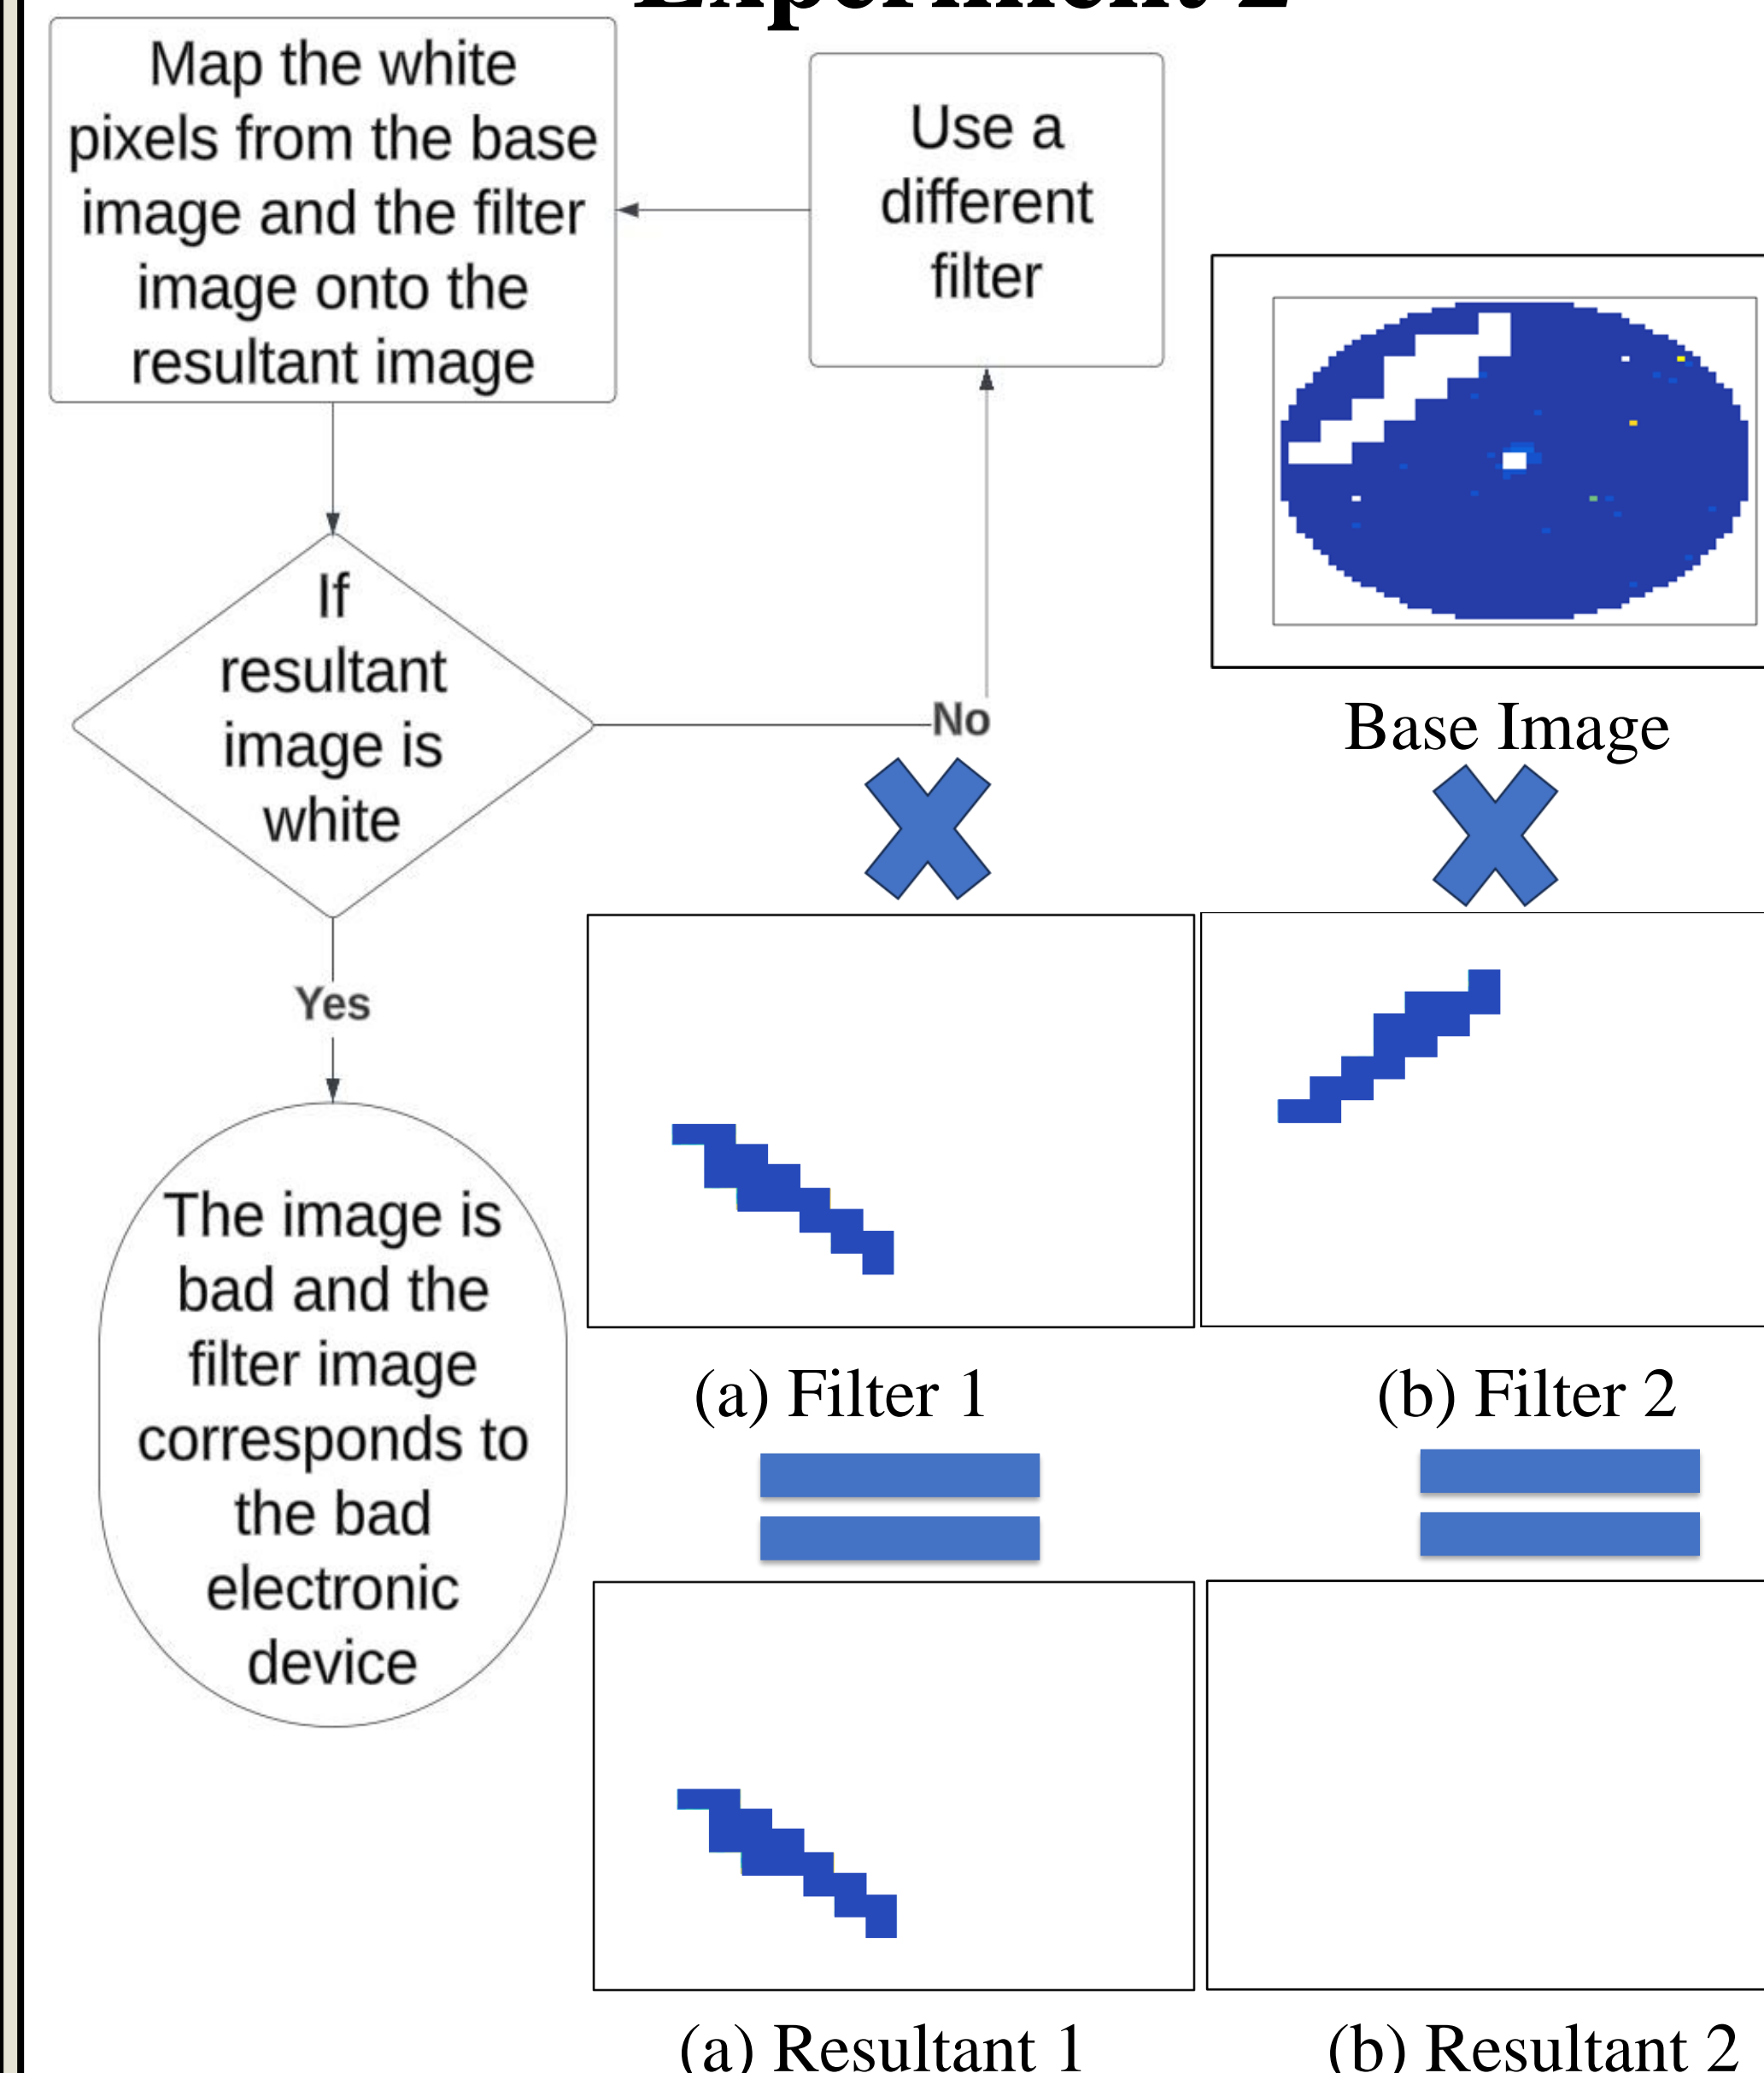 Experiment 2
Map the white
pixels from the base
image and the filter
image onto the
resultant image
Use a
different
filter
If
resultant
image is
white
No
Yes
The image is
bad and the
filter image
corresponds to
the bad
electronic
device
Base Image
(a) Filter 1
(b) Filter 2
(a) Resultant 1
(b) Resultant 2